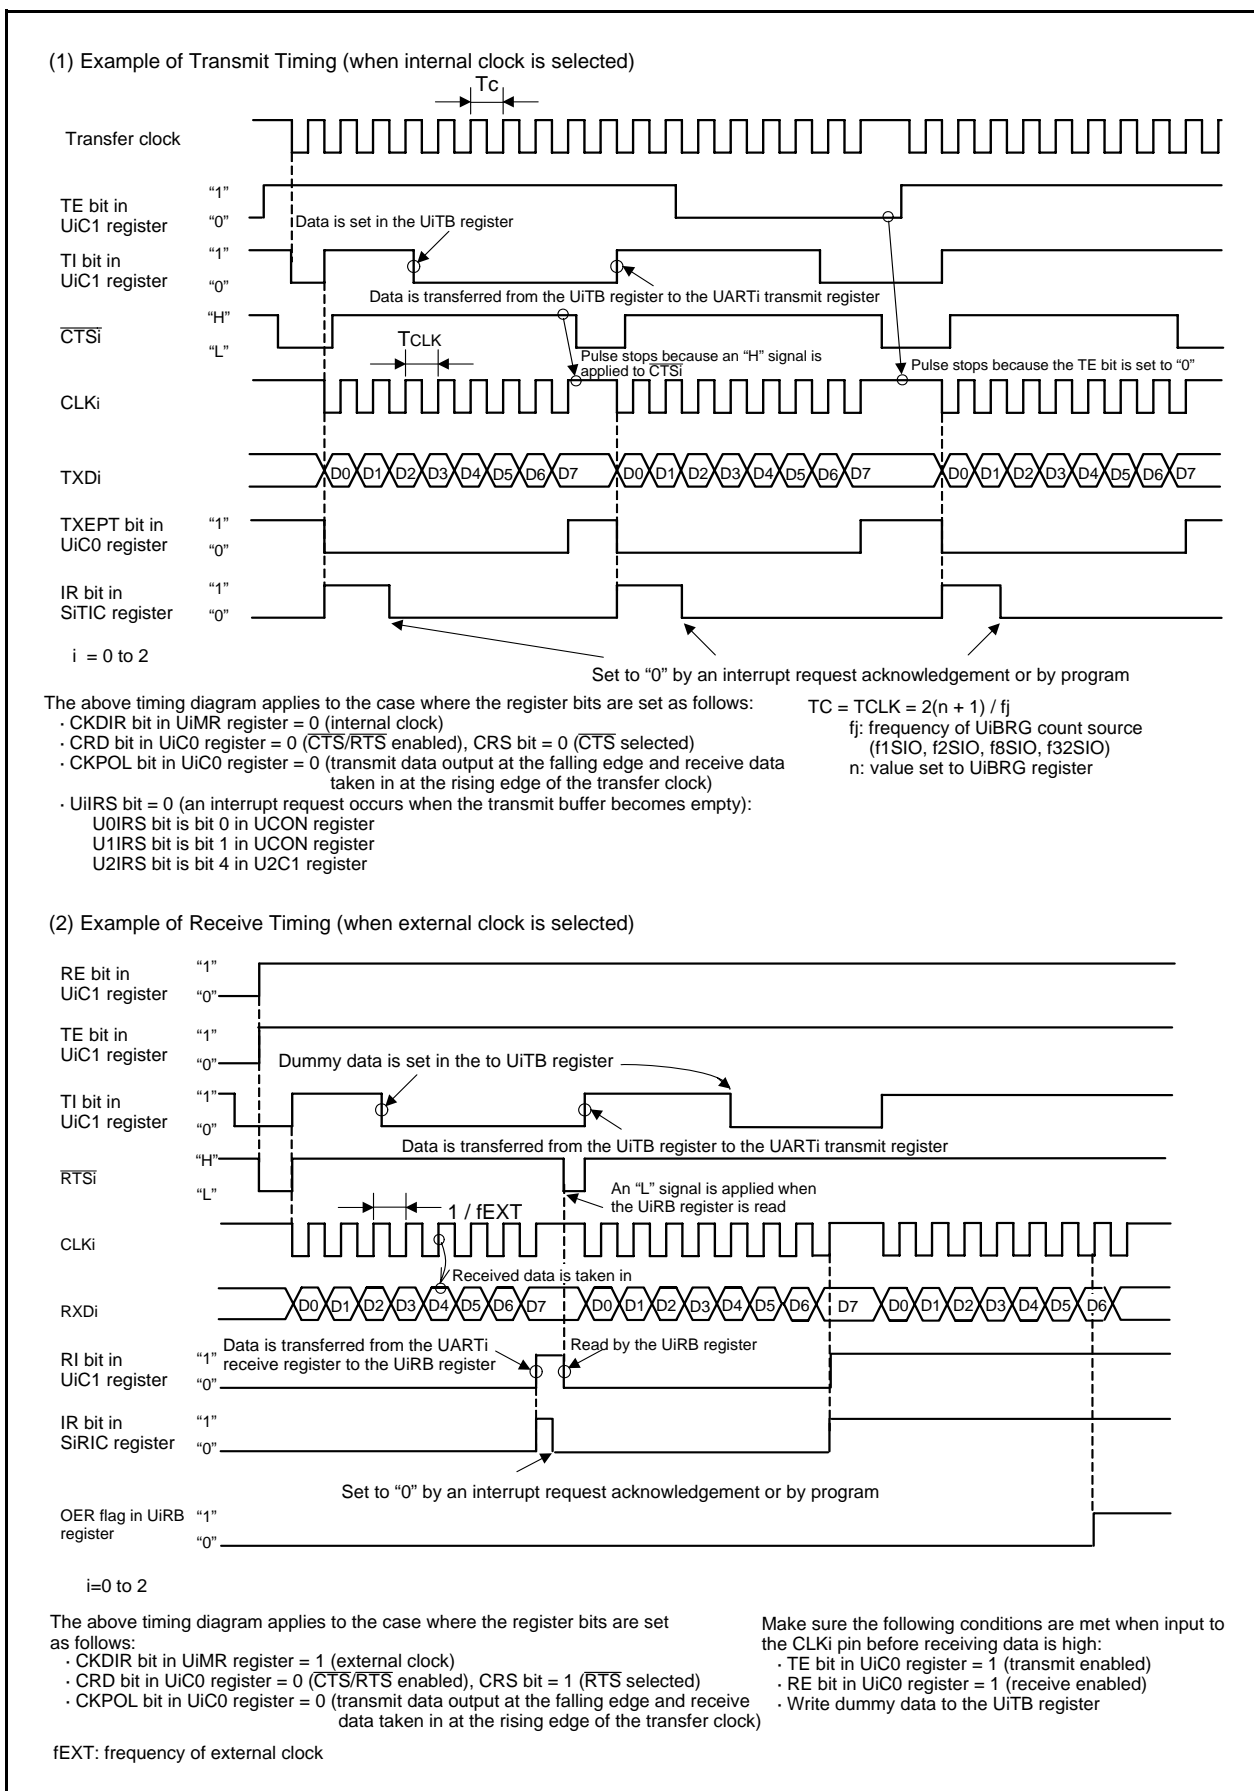 (1) Example of Transmit Timing (when internal clock is selected)
Tc
Transfer clock
TE bit in
UiC1 register
“1”
“0”
Data is set in the UiTB register
TI bit in
UiC1 register
“1”
“0”
Data is transferred from the UiTB register to the UARTi transmit register
CTSi
“H”
“L”
TCLK
Pulse stops because an “H” signal is
applied to CTSi
Pulse stops because the TE bit is set to “0”
CLKi
TXDi
D0 D1 D2 D3 D4 D5 D6 D7 D0 D1 D2 D3 D4 D5 D6 D7 D0 D1 D2 D3 D4 D5 D6 D7
TXEPT bit in
UiC0 register
“1”
“0”
IR bit in
SiTIC register
“1”
“0”
i = 0 to 2
Set to “0” by an interrupt request acknowledgement or by program
The above timing diagram applies to the case where the register bits are set as follows:
· CKDIR bit in UiMR register = 0 (internal clock)
· CRD bit in UiC0 register = 0 (CTS/RTS enabled), CRS bit = 0 (CTS selected)
· CKPOL bit in UiC0 register = 0 (transmit data output at the falling edge and receive data
taken in at the rising edge of the transfer clock)
· UiIRS bit = 0 (an interrupt request occurs when the transmit buffer becomes empty):
U0IRS bit is bit 0 in UCON register
U1IRS bit is bit 1 in UCON register
U2IRS bit is bit 4 in U2C1 register
TC = TCLK = 2(n + 1) / fj
fj: frequency of UiBRG count source
(f1SIO, f2SIO, f8SIO, f32SIO)
n: value set to UiBRG register
(2) Example of Receive Timing (when external clock is selected)
RE bit in
UiC1 register
“1”
“0”
TE bit in
UiC1 register
“1”
“0”
Dummy data is set in the to UiTB register
TI bit in
UiC1 register
“1”
“0”
Data is transferred from the UiTB register to the UARTi transmit register
RTSi
“H”
“L”
An “L” signal is applied when
the UiRB register is read
1 / fEXT
CLKi
Received data is taken in
RXDi
D0 D1 D2 D3 D4 D5 D6 D7 D0 D1 D2 D3 D4 D5 D6 D7 D0 D1 D2 D3 D4 D5 D6
Data is transferred from the UARTi
receive register to the UiRB register
Read by the UiRB register
RI bit in
UiC1 register
“1”
“0”
IR bit in
SiRIC register
“1”
“0”
Set to “0” by an interrupt request acknowledgement or by program
OER flag in UiRB
register
“1”
“0”
i=0 to 2
The above timing diagram applies to the case where the register bits are set
as follows:
· CKDIR bit in UiMR register = 1 (external clock)
· CRD bit in UiC0 register = 0 (CTS/RTS enabled), CRS bit = 1 (RTS selected)
· CKPOL bit in UiC0 register = 0 (transmit data output at the falling edge and receive
data taken in at the rising edge of the transfer clock)
fEXT: frequency of external clock
Make sure the following conditions are met when input to
the CLKi pin before receiving data is high:
· TE bit in UiC0 register = 1 (transmit enabled)
· RE bit in UiC0 register = 1 (receive enabled)
· Write dummy data to the UiTB register